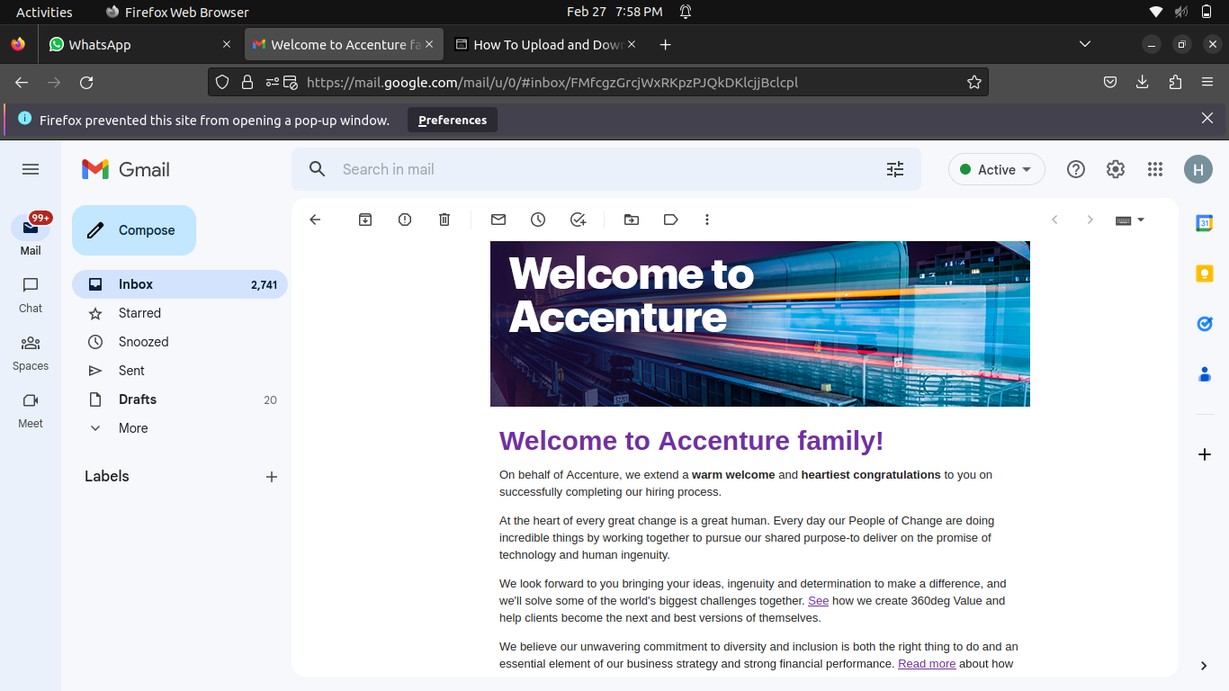 Activities
Firefox Web Browser
Feb 27 7:58 PM
WhatsApp
Welcome to Accenture fa
How To Upload and Dow
https://mail.google.com/mail/u/0/#inbox/FMfcgzGrcjWxRKpzPJQkDKlcjjBclcpl
Firefox prevented this site from opening a pop-up window.
Preferences
Gmail
Search in mail
Active
H
99+
Mail
Chat
Spaces
Meet
Compose
Inbox 2,741
Starred
Snoozed
Sent
Drafts 20
More
Labels
31
Welcome to
Accenture
Welcome to Accenture family!
On behalf of Accenture, we extend a warm welcome and heartiest congratulations to you on
successfully completing our hiring process.
At the heart of every great change is a great human. Every day our People of Change are doing
incredible things by working together to pursue our shared purpose-to deliver on the promise of
technology and human ingenuity.
We look forward to you bringing your ideas, ingenuity and determination to make a difference, and
we'll solve some of the world's biggest challenges together. See how we create 360deg Value and
help clients become the next and best versions of themselves.
We believe our unwavering commitment to diversity and inclusion is both the right thing to do and an
essential element of our business strategy and strong financial performance. Read more about how